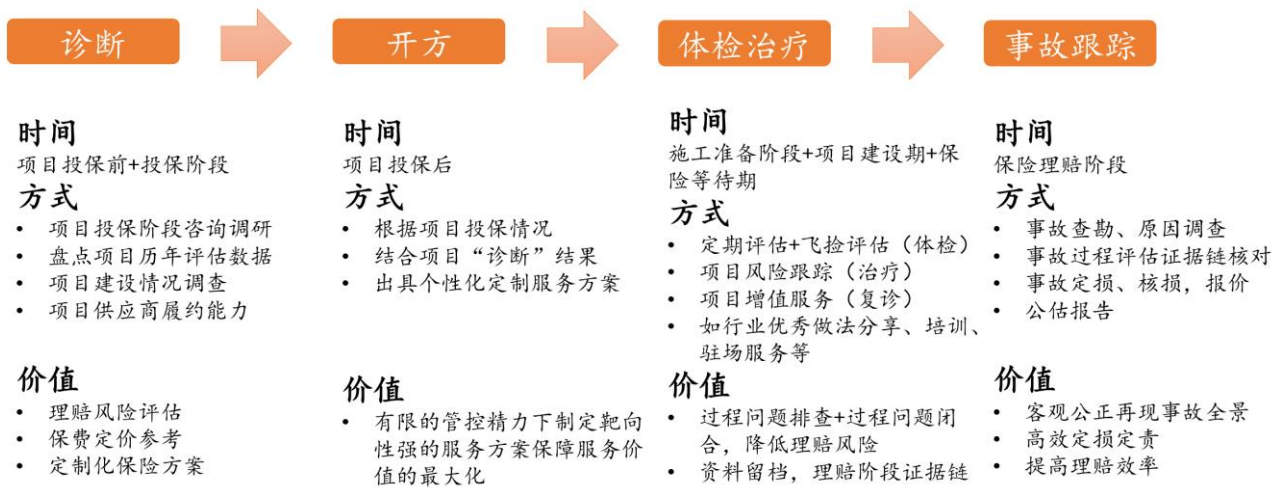 诊断
开方
体检治疗
事故跟踪
时间
项目投保前+投保阶段
方式
• 项目投保阶段咨询调研
• 盘点项目历年评估数据
• 项目建设情况调查
• 项目供应商履约能力
价值
• 理赔风险评估
• 保费定价参考
• 定制化保险方案
时间
项目投保后
方式
• 根据项目投保情况
• 结合项目“诊断”结果
• 出具个性化定制服务方案
价值
• 有限的管控精力下制定靶向
性强的服务方案保障服务价
值的最大化
时间
施工准备阶段+项目建设期+保
险等待期
方式
• 定期评估+飞捡评估（体检）
• 项目风险跟踪（治疗）
• 项目增值服务（复诊）
• 如行业优秀做法分享、培训、
驻场服务等
价值
• 过程问题排查+过程问题闭
合，降低理赔风险
• 资料留档，理赔阶段证据链
时间
保险理赔阶段
方式
• 事故查勘、原因调查
• 事故过程评估证据链核对
• 事故定损、核损，报价
• 公估报告
价值
• 客观公正再现事故全景
• 高效定损定责
• 提高理赔效率